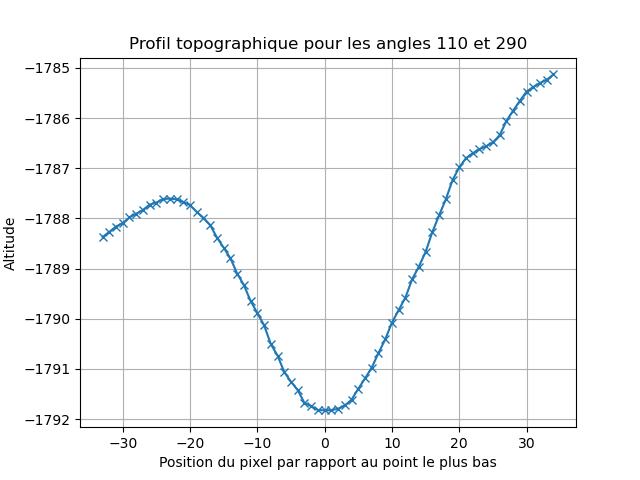 Profil topographique pour les angles 110 et 290
Altitude
−1785
−1786
−1787
−1788
−1789
−1790
−1791
−1792
−30 −20 −10 0 10 20 30
Position du pixel par rapport au point le plus bas